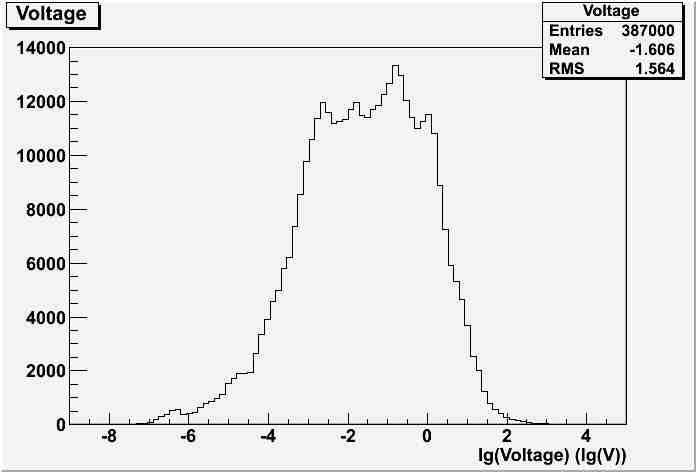 Voltage
Voltage
Entries 387000
Mean -1.606
RMS 1.564
14000
12000
10000
8000
6000
4000
2000
0
-8 -6 -4 -2 0 2 4
lg(Voltage) (lg(V))